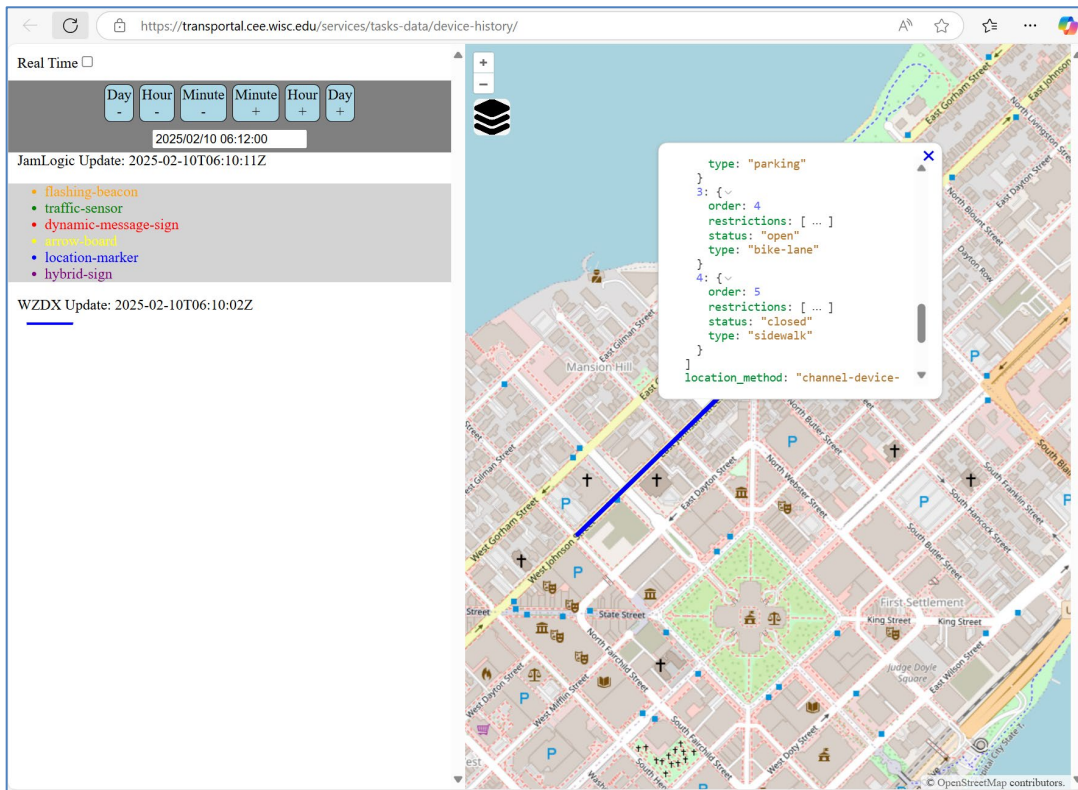 https://transportal.cee.wisc.edu/services/tasks-data/device-history/
Real Time
Day - Hour - Minute - Minute + Hour + Day +
2025/02/10 06:12:00
JamLogic Update: 2025-02-10T06:10:11Z
flashing-beacon
traffic-sensor
dynamic-message-sign
arrow-board
location-marker
hybrid-sign
WZDX Update: 2025-02-10T06:10:02Z
+
−
type: "parking"
}
3: {
order: 4
restrictions: [ … ]
status: "open"
type: "bike-lane"
}
4: {
order: 5
restrictions: [ … ]
status: "closed"
type: "sidewalk"
}
]
location_method: "channel-device-
East Gorham Street
East Johnson
North Livingston Street
East Dayton Street
North Blount Street
Dayton Row
East Gilman Street
Mansion Hill
West Gilman Street
West Gorham Street
West Johnson Street
East Dayton Street
North Butler Street
North Webster Street
South Franklin Street
South Hancock Street
South Butler Street
State Street
First Settlement
King Street
King Street
North Fairchild Street
Judge Doyle
Square
East Wilson Street
West Dayton Street
West Mifflin Street
South Fairchild Street
West Doty Street
P
P
P
P
P
P
P
P
© OpenStreetMap contributors.